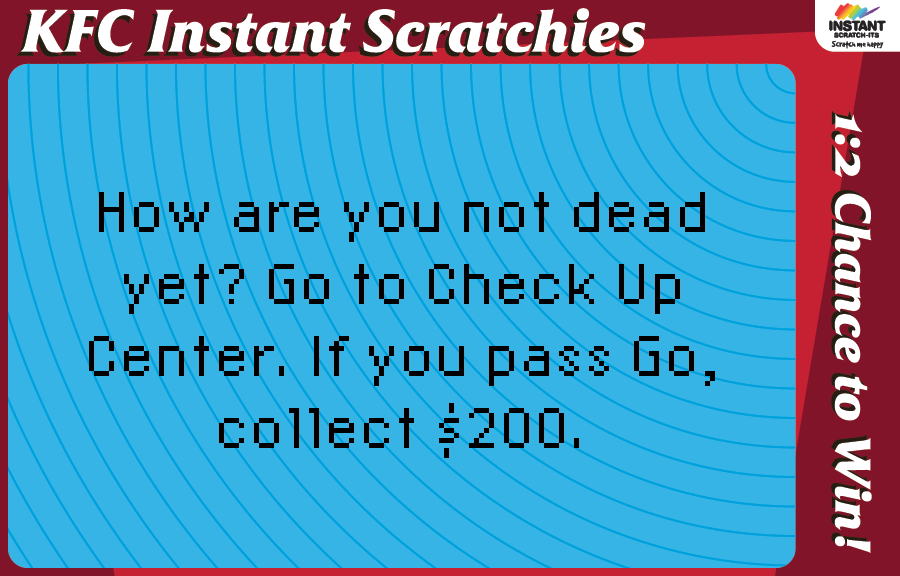 KFC Instant Scratchies
INSTANT
SCRATCH-ITS
Scratch me happy
1:2 Chance to Win!
How are you not dead
yet? Go to Check Up
Center. If you pass Go,
collect $200.